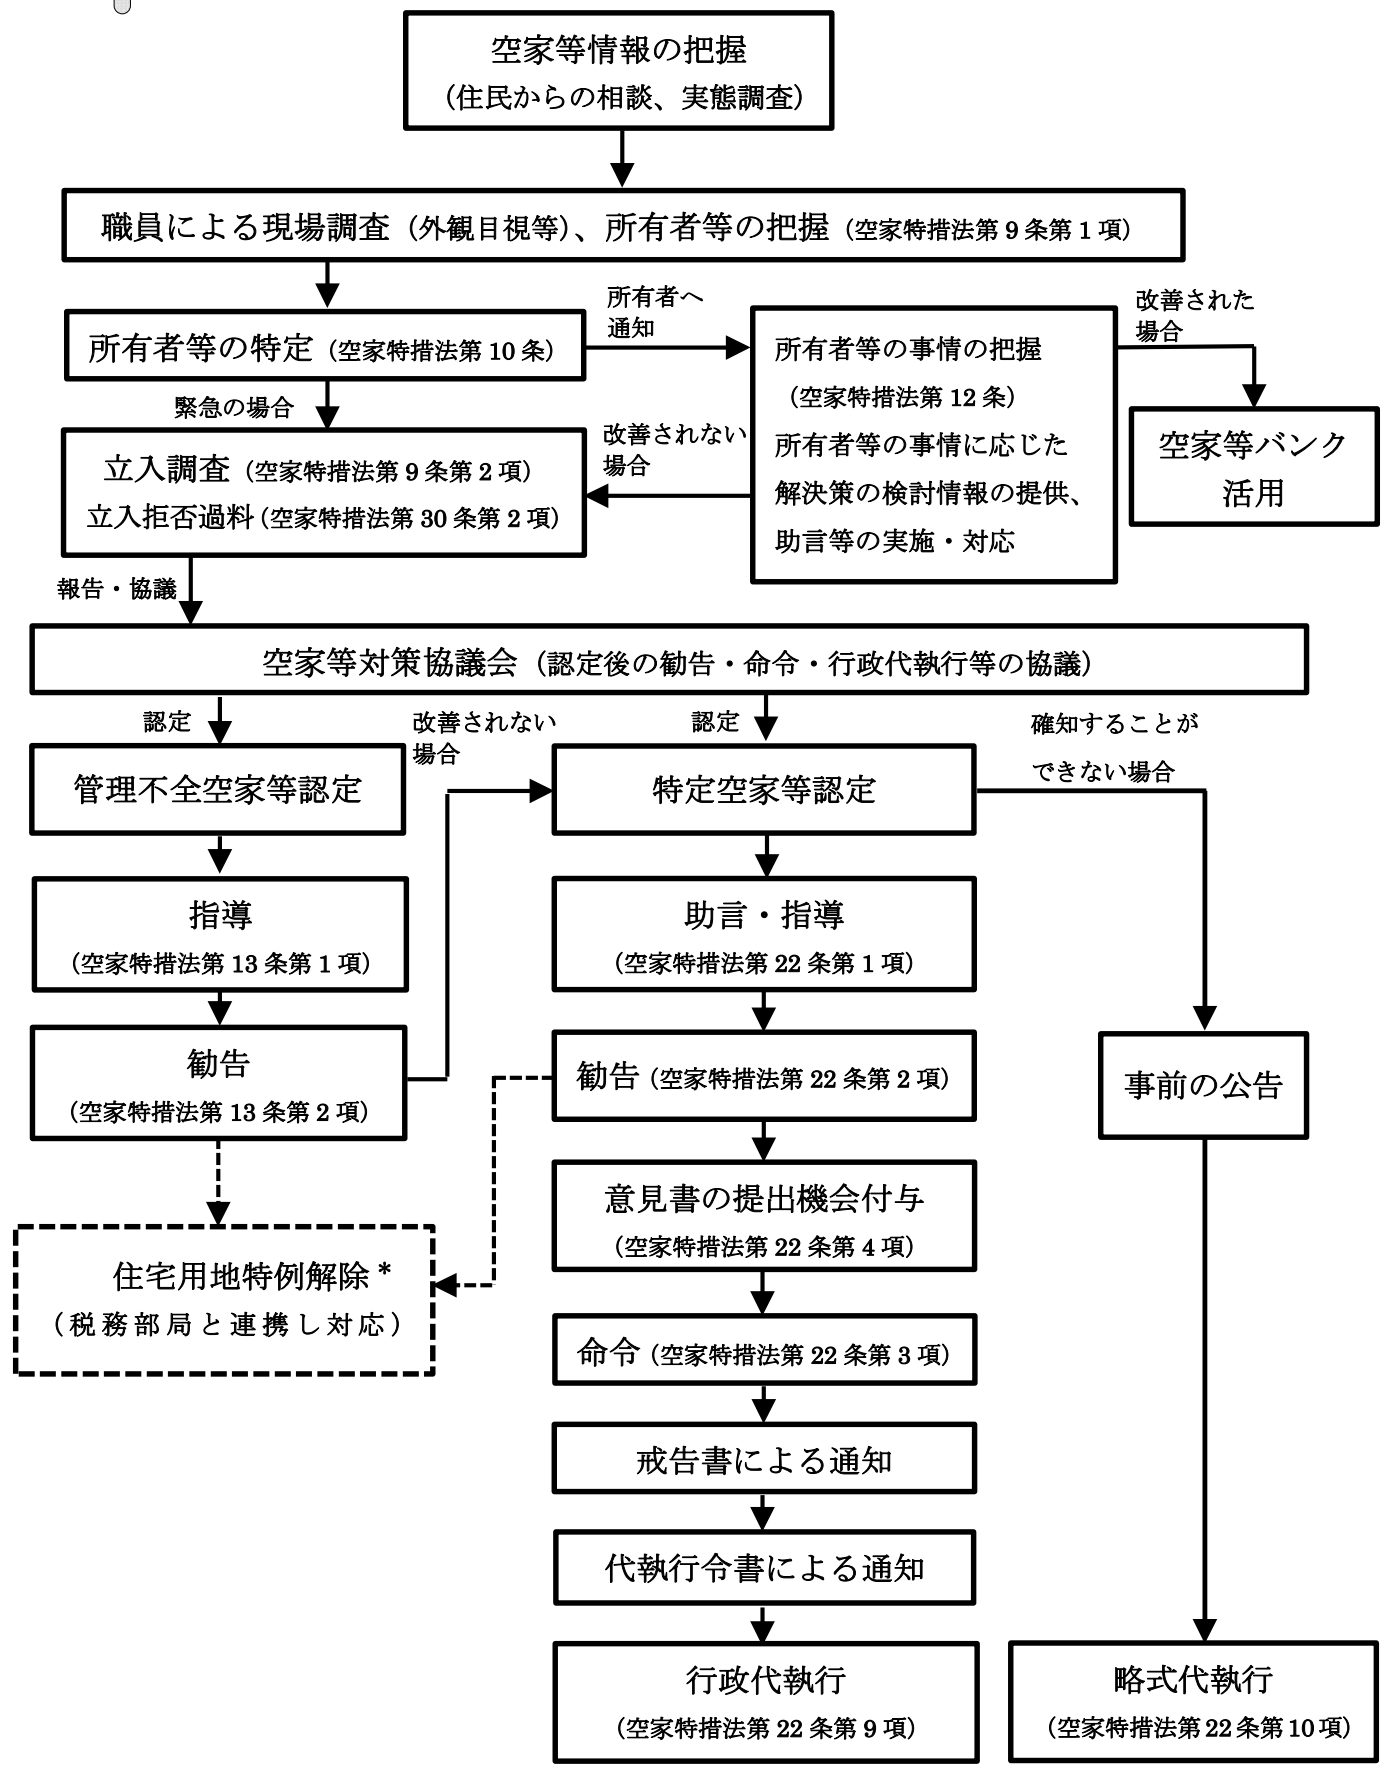 空家等情報の把握
（住民からの相談、実態調査）
職員による現場調査（外観目視等）、所有者等の把握（空家特措法第 9 条第 1 項）
所有者等の特定（空家特措法第 10 条）
所有者へ
通知
所有者等の事情の把握
（空家特措法第 12 条）
所有者等の事情に応じた
解決策の検討情報の提供、
助言等の実施・対応
改善された
場合
空家等バンク
活用
緊急の場合
改善されない
場合
立入調査（空家特措法第 9 条第 2 項）
立入拒否過料（空家特措法第 30 条第 2 項）
報告・協議
空家等対策協議会（認定後の勧告・命令・行政代執行等の協議）
認定
改善されない
場合
認定
確知することが
できない場合
管理不全空家等認定
特定空家等認定
指導
（空家特措法第 13 条第 1 項）
助言・指導
（空家特措法第 22 条第 1 項）
勧告
（空家特措法第 13 条第 2 項）
勧告（空家特措法第 22 条第 2 項）
事前の公告
意見書の提出機会付与
（空家特措法第 22 条第 4 項）
住宅用地特例解除＊
（税務部局と連携し対応）
命令（空家特措法第 22 条第 3 項）
戒告書による通知
代執行令書による通知
行政代執行
（空家特措法第 22 条第 9 項）
略式代執行
（空家特措法第 22 条第 10 項）